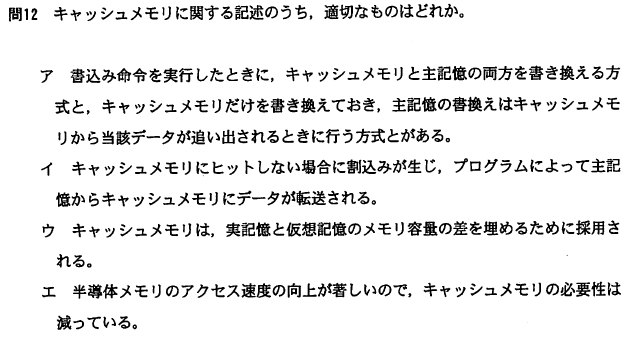 問12 キャッシュメモリに関する記述のうち，適切なものはどれか。
ア 書込み命令を実行したときに，キャッシュメモリと主記憶の両方を書き換える方
式と，キャッシュメモリだけを書き換えておき，主記憶の書換えはキャッシュメモ
リから当該データが追い出されるときに行う方式とがある。
イ キャッシュメモリにヒットしない場合に割込みが生じ，プログラムによって主記
憶からキャッシュメモリにデータが転送される。
ウ キャッシュメモリは，実記憶と仮想記憶のメモリ容量の差を埋めるために採用さ
れる。
エ 半導体メモリのアクセス速度の向上が著しいので，キャッシュメモリの必要性は
減っている。